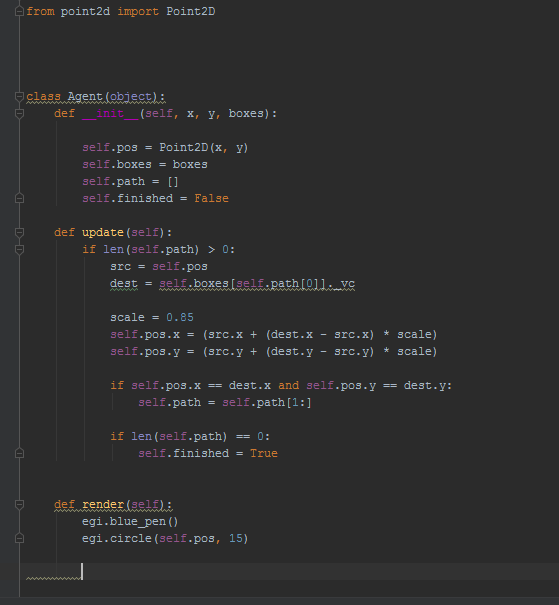 from point2d import Point2D
class Agent(object):
    def __init__(self, x, y, boxes):
        self.pos = Point2D(x, y)
        self.boxes = boxes
        self.path = []
        self.finished = False
    def update(self):
        if len(self.path) > 0:
            src = self.pos
            dest = self.boxes[self.path[0]]._vc
            scale = 0.85
            self.pos.x = (src.x + (dest.x - src.x) * scale)
            self.pos.y = (src.y + (dest.y - src.y) * scale)
            if self.pos.x == dest.x and self.pos.y == dest.y:
                self.path = self.path[1:]
            if len(self.path) == 0:
                self.finished = True
    def render(self):
        egi.blue_pen()
        egi.circle(self.pos, 15)